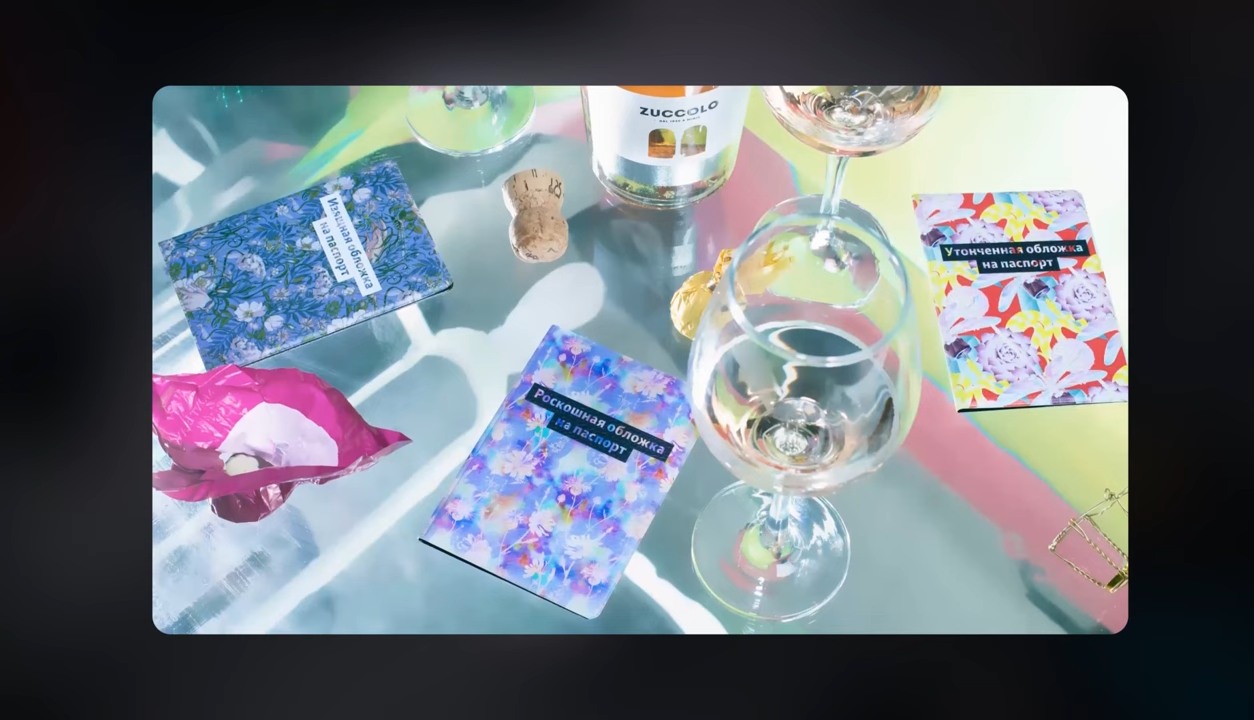 ZUCCOLO
Изящная обложка
на паспорт
Утонченная обложка
на паспорт
Роскошная обложка
на паспорт